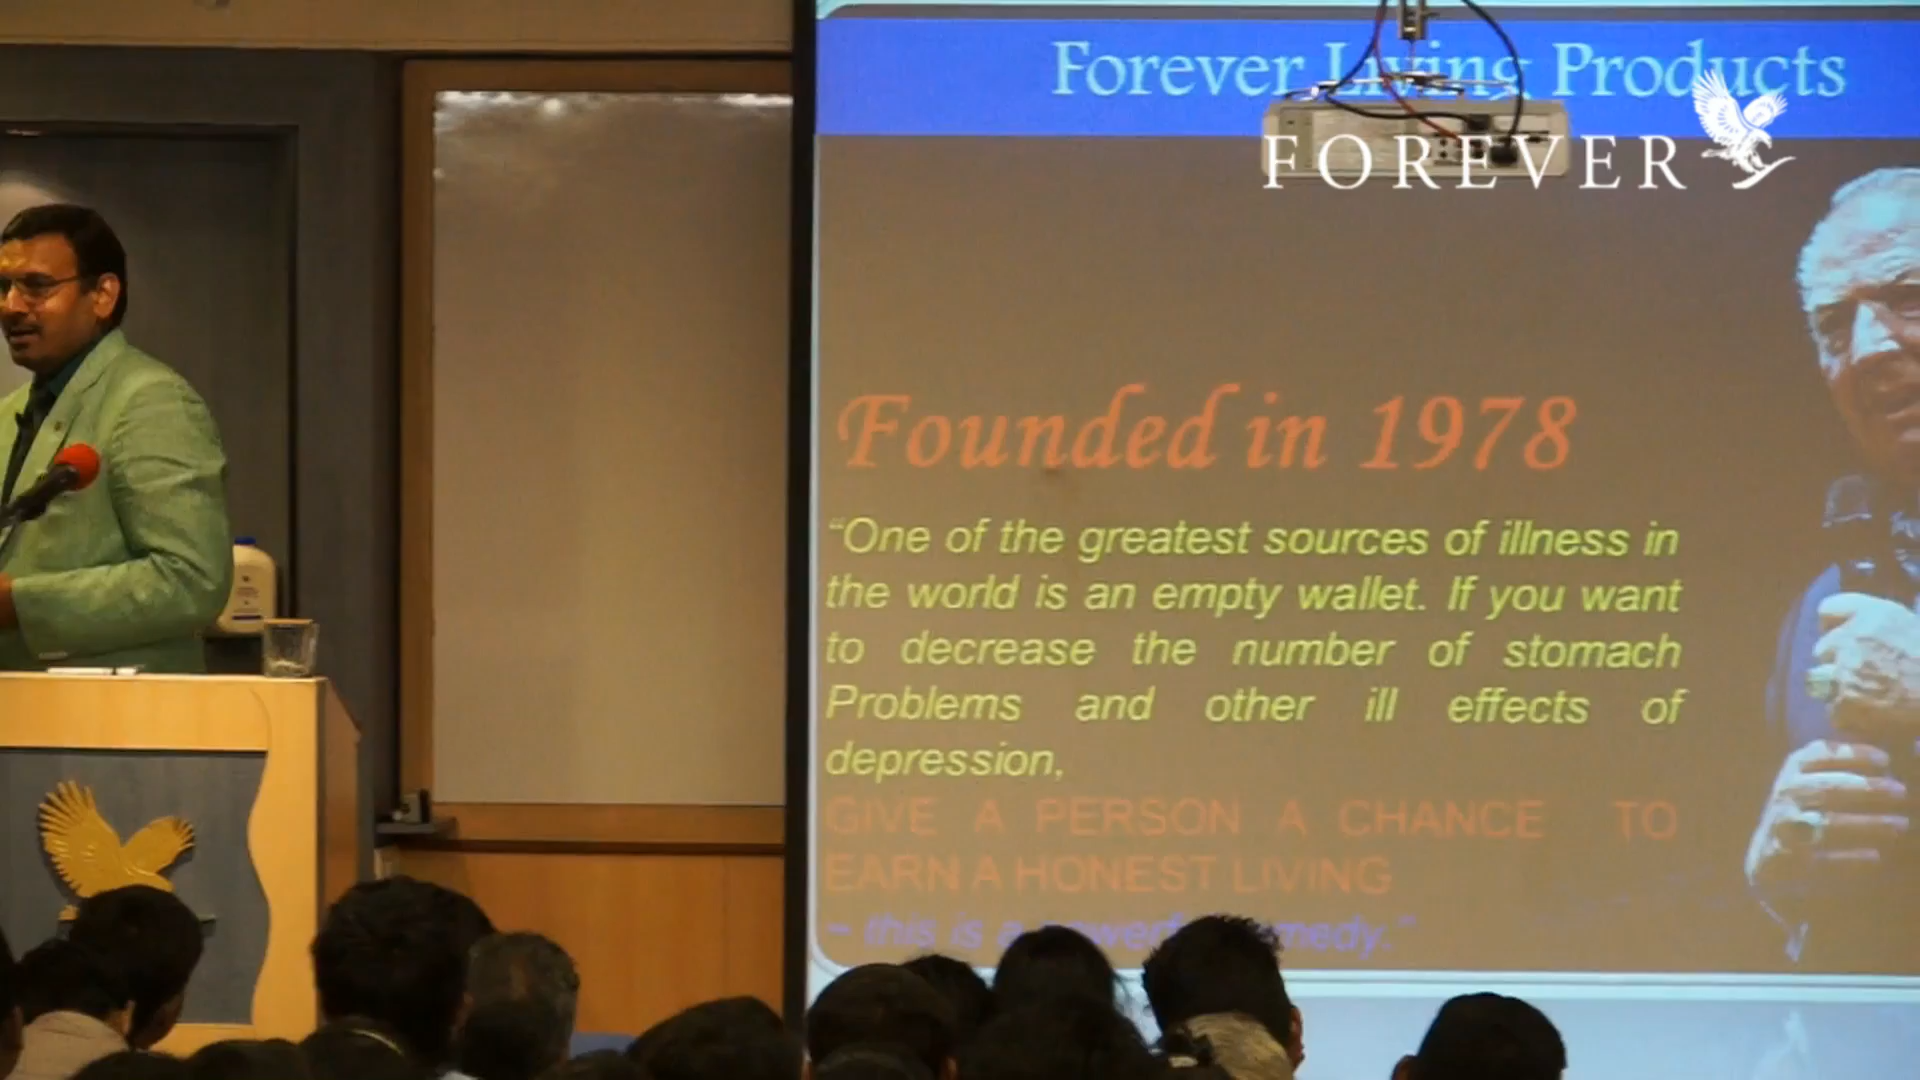 Forever Living Products
FOREVER
Founded in 1978
“One of the greatest sources of illness in
the world is an empty wallet. If you want
to decrease the number of stomach
Problems and other ill effects of
depression,
GIVE A PERSON A CHANCE TO
EARN A HONEST LIVING
– this is a